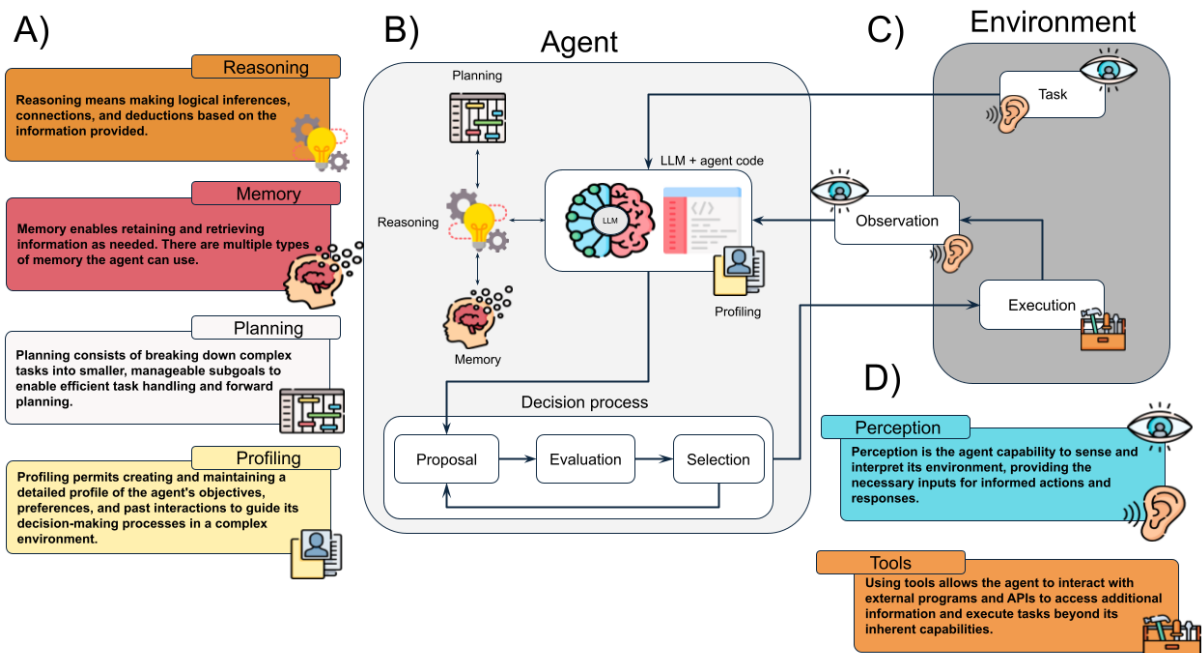 A)
Reasoning
Reasoning means making logical inferences,
connections, and deductions based on the
information provided.
Memory
Memory enables retaining and retrieving
information as needed. There are multiple types
of memory the agent can use.
Planning
Planning consists of breaking down complex
tasks into smaller, manageable subgoals to
enable efficient task handling and forward
planning.
Profiling
Profiling permits creating and maintaining a
detailed profile of the agent's objectives,
preferences, and past interactions to guide its
decision-making processes in a complex
environment.
B)
Agent
Planning
LLM + agent code
Reasoning
LLM
</>
Profiling
Memory
Decision process
Proposal
Evaluation
Selection
C)
Environment
Task
Observation
Execution
D)
Perception
Perception is the agent capability to sense and
interpret its environment, providing the
necessary inputs for informed actions and
responses.
Tools
Using tools allows the agent to interact with
external programs and APIs to access additional
information and execute tasks beyond its
inherent capabilities.